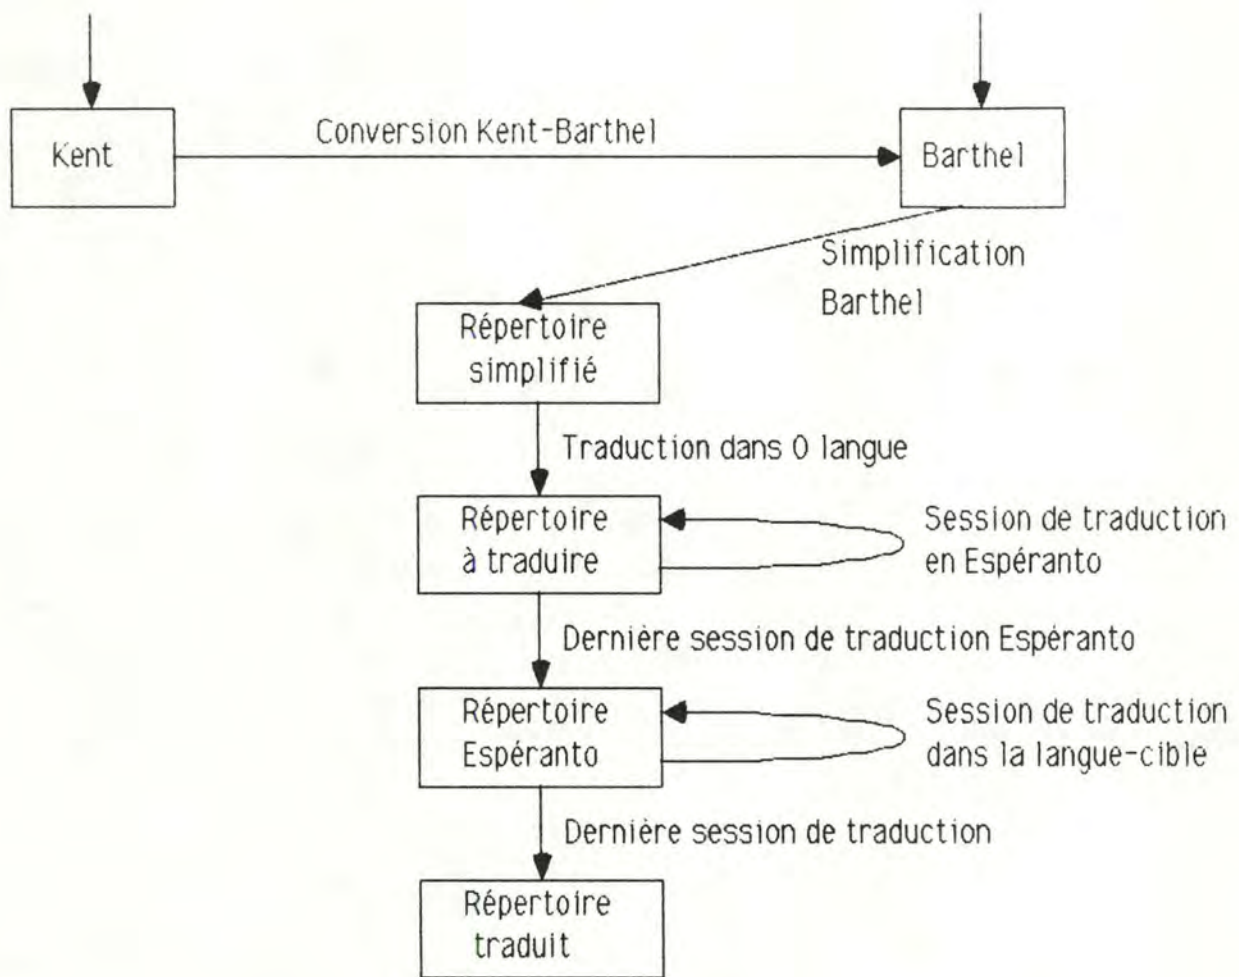 Kent
Conversion Kent-Barthel
Barthel
Simplification
Barthel
Répertoire
simplifié
Traduction dans 0 langue
Répertoire
à traduire
Session de traduction
en Espéranto
Dernière session de traduction Espéranto
Répertoire
Espéranto
Session de traduction
dans la langue-cible
Dernière session de traduction
Répertoire
traduit